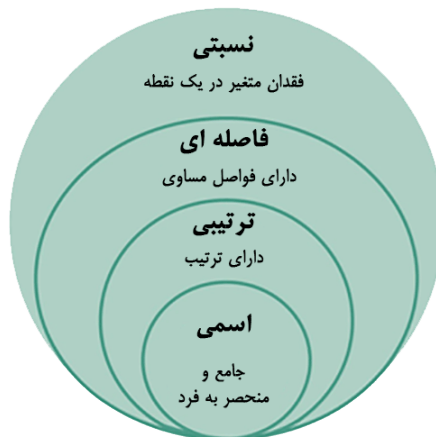 نسبتی
فقدان متغیر در یک نقطه
فاصله ای
دارای فواصل مساوی
ترتیبی
دارای ترتیب
اسمی
جامع و
منحصر به فرد